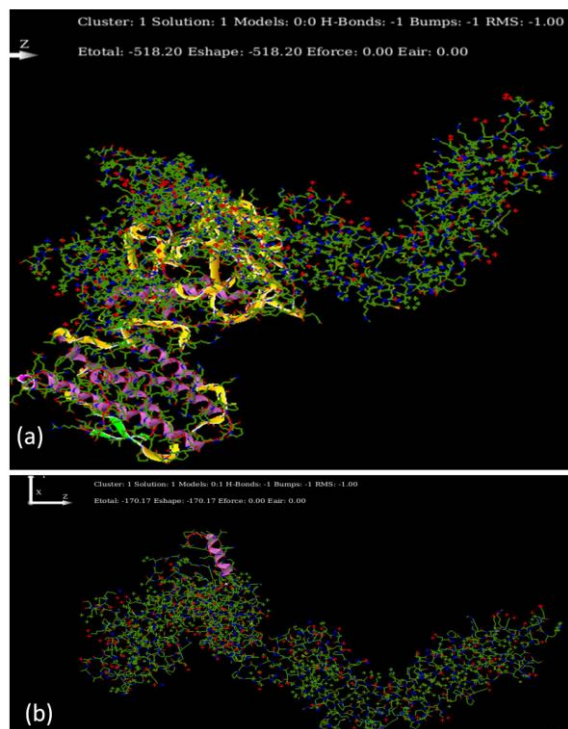 Cluster: 1 Solution: 1 Models: 0:0 H-Bonds: -1 Bumps: -1 RMS: -1.00
Etotal: -518.20 Eshape: -518.20 Eforce: 0.00 Eair: 0.00
Z
(a)
Cluster: 1 Solution: 1 Models: 0:1 H-Bonds: -1 Bumps: -1 RMS: -1.00
X Z
Etotal: -170.17 Eshape: -170.17 Eforce: 0.00 Eair: 0.00
(b)